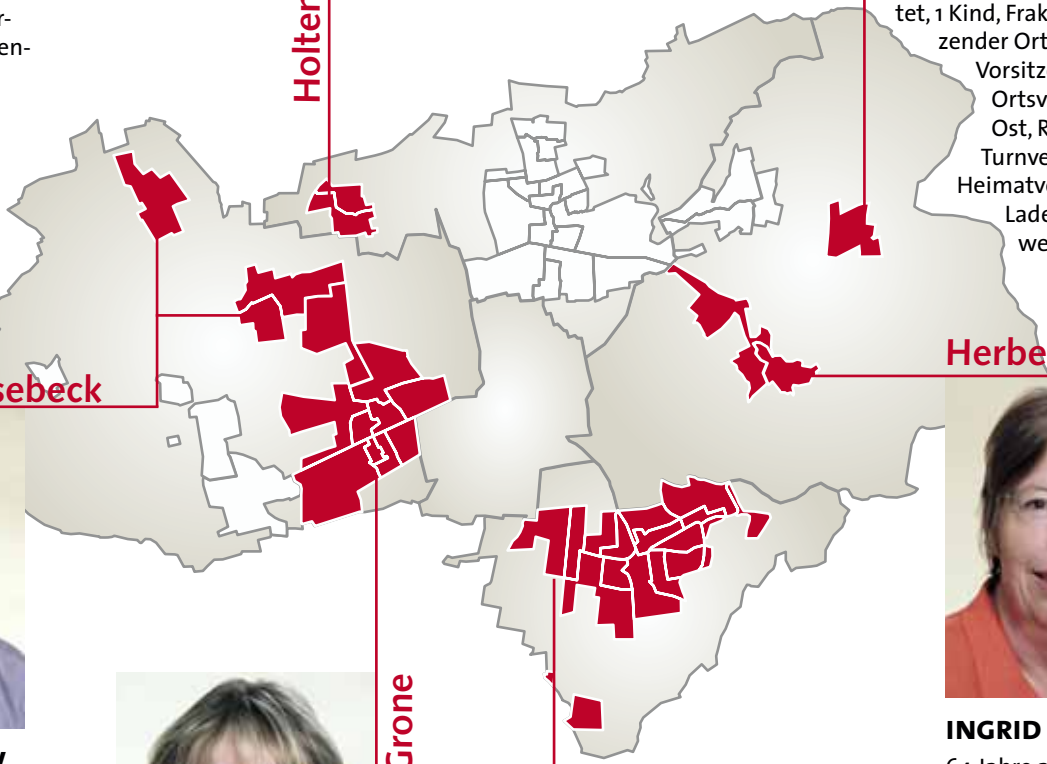 r-
en-
tet, 1 Kind, Frak
zender Ort
Vorsitz
Ortsv
Ost, R
Turnve
Heimatv
Lade
we
Holter
Herbe
sebeck
Grone
INGRID